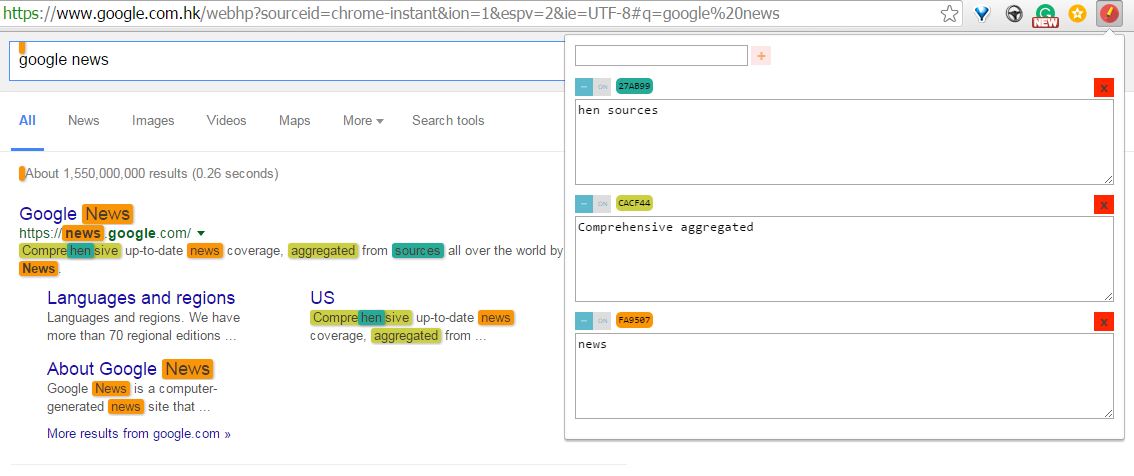 https://www.google.com.hk/webhp?sourceid=chrome-instant&ion=1&espv=2&ie=UTF-8#q=google%20news
NEW
google news
All News Images Videos Maps More Search tools
About 1,550,000,000 results (0.26 seconds)
Google News
https://news.google.com/
Comprehensive up-to-date news coverage, aggregated from sources all over the world by
News.
Languages and regions
Languages and regions. We have
more than 70 regional editions ...
US
Comprehensive up-to-date news
coverage, aggregated from ...
About Google News
Google News is a computer-
generated news site that ...
More results from google.com »
+
– ON 27AB99 x
hen sources
– ON CACF44 x
Comprehensive aggregated
– ON FA9507 x
news